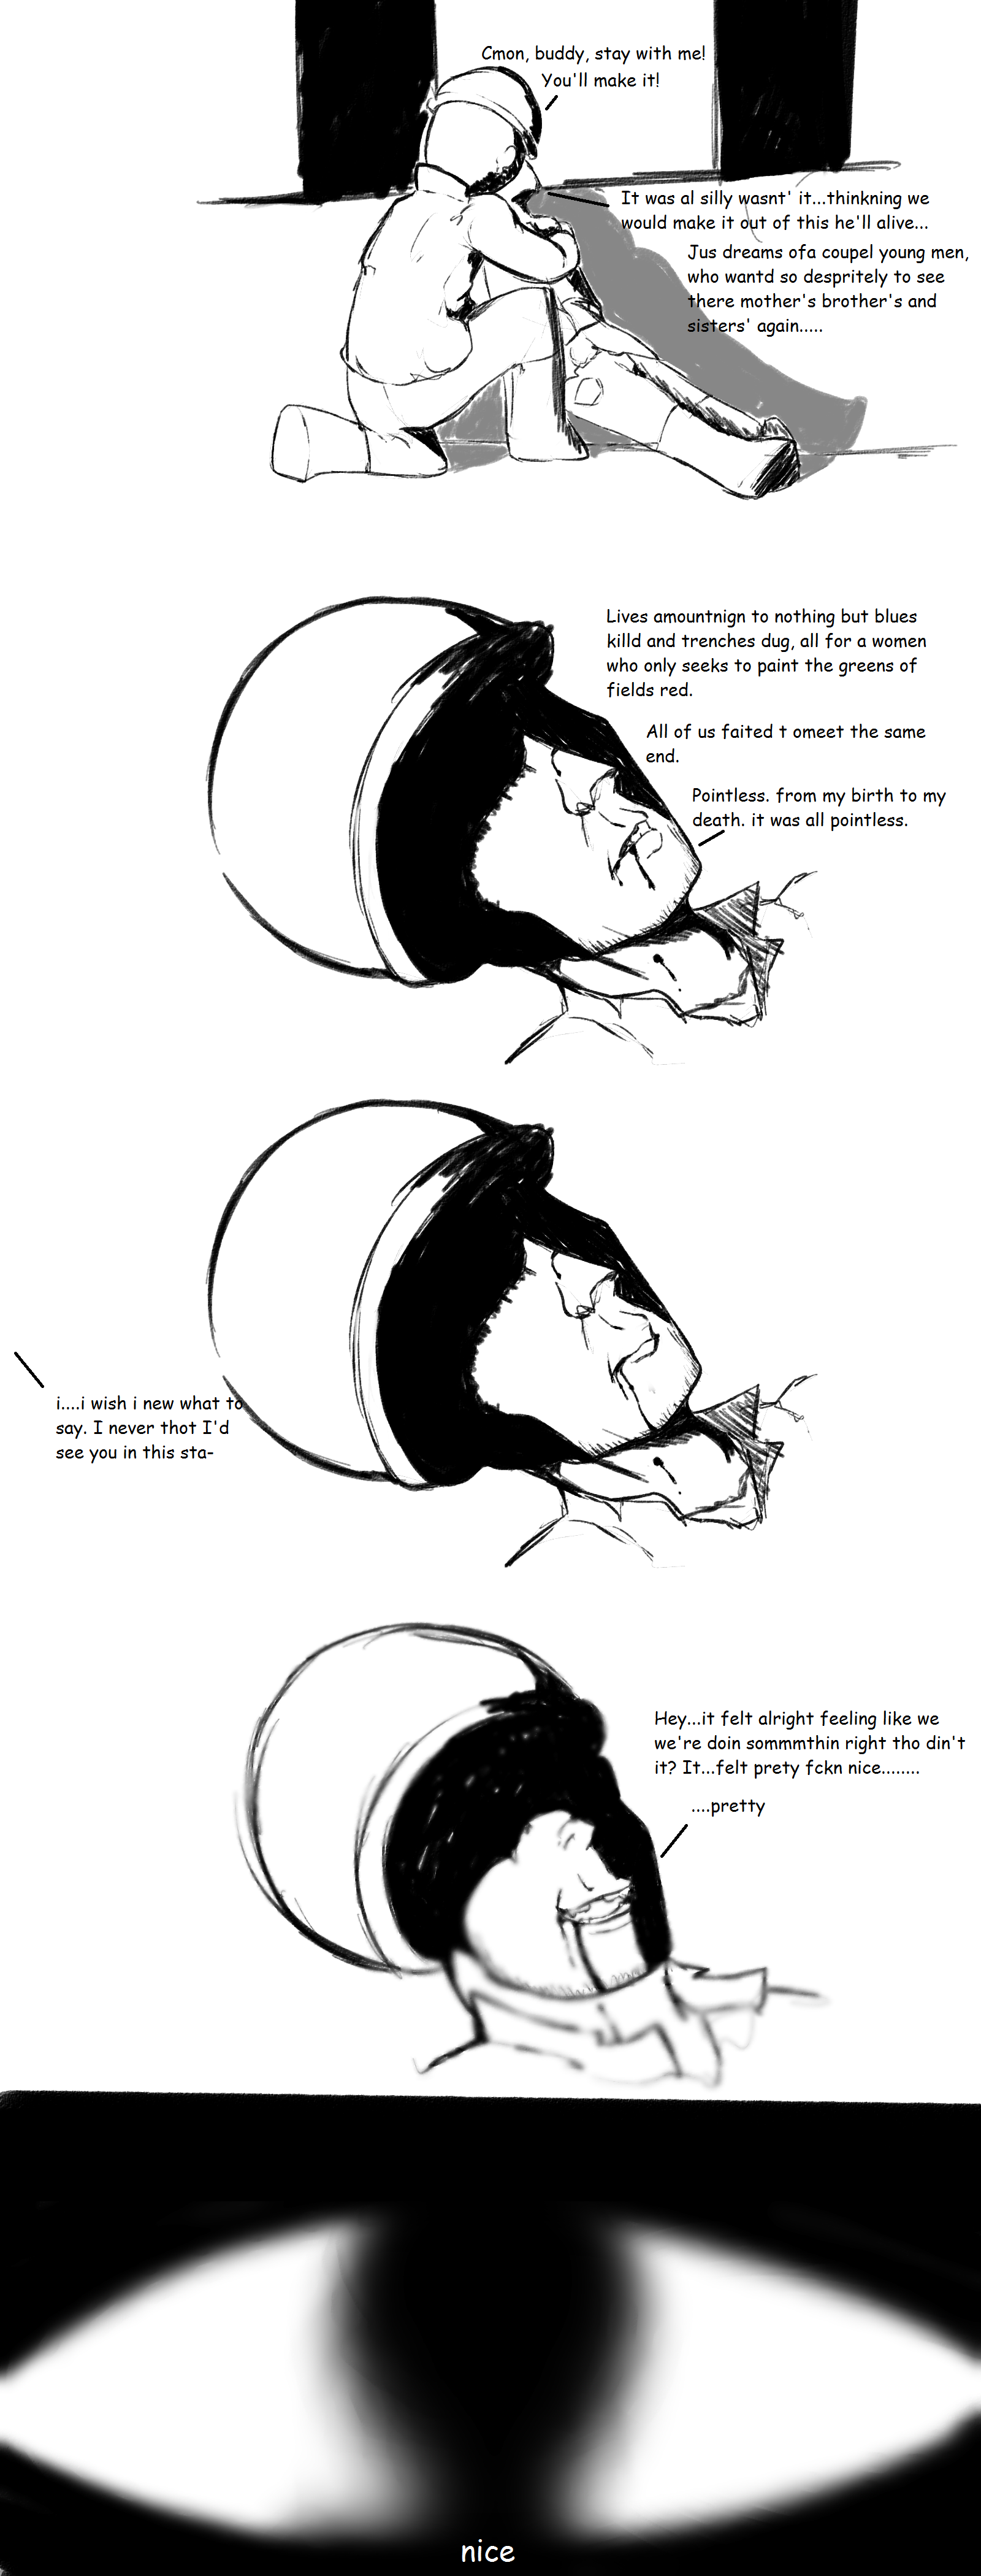 Cmon, buddy, stay with me!
You'll make it!
It was al silly wasnt' it...thinkning we
would make it out of this he'll alive...
Jus dreams ofa coupel young men,
who wantd so despritely to see
there mother's brother's and
sisters' again.....
Lives amountnign to nothing but blues
killd and trenches dug, all for a women
who only seeks to paint the greens of
fields red.
All of us faited t omeet the same
end.
Pointless. from my birth to my
death. it was all pointless.
i....i wish i new what to
say. I never thot I'd
see you in this sta-
Hey...it felt alright feeling like we
we're doin sommmthin right tho din't
it? It...felt prety fckn nice........
....pretty
nice